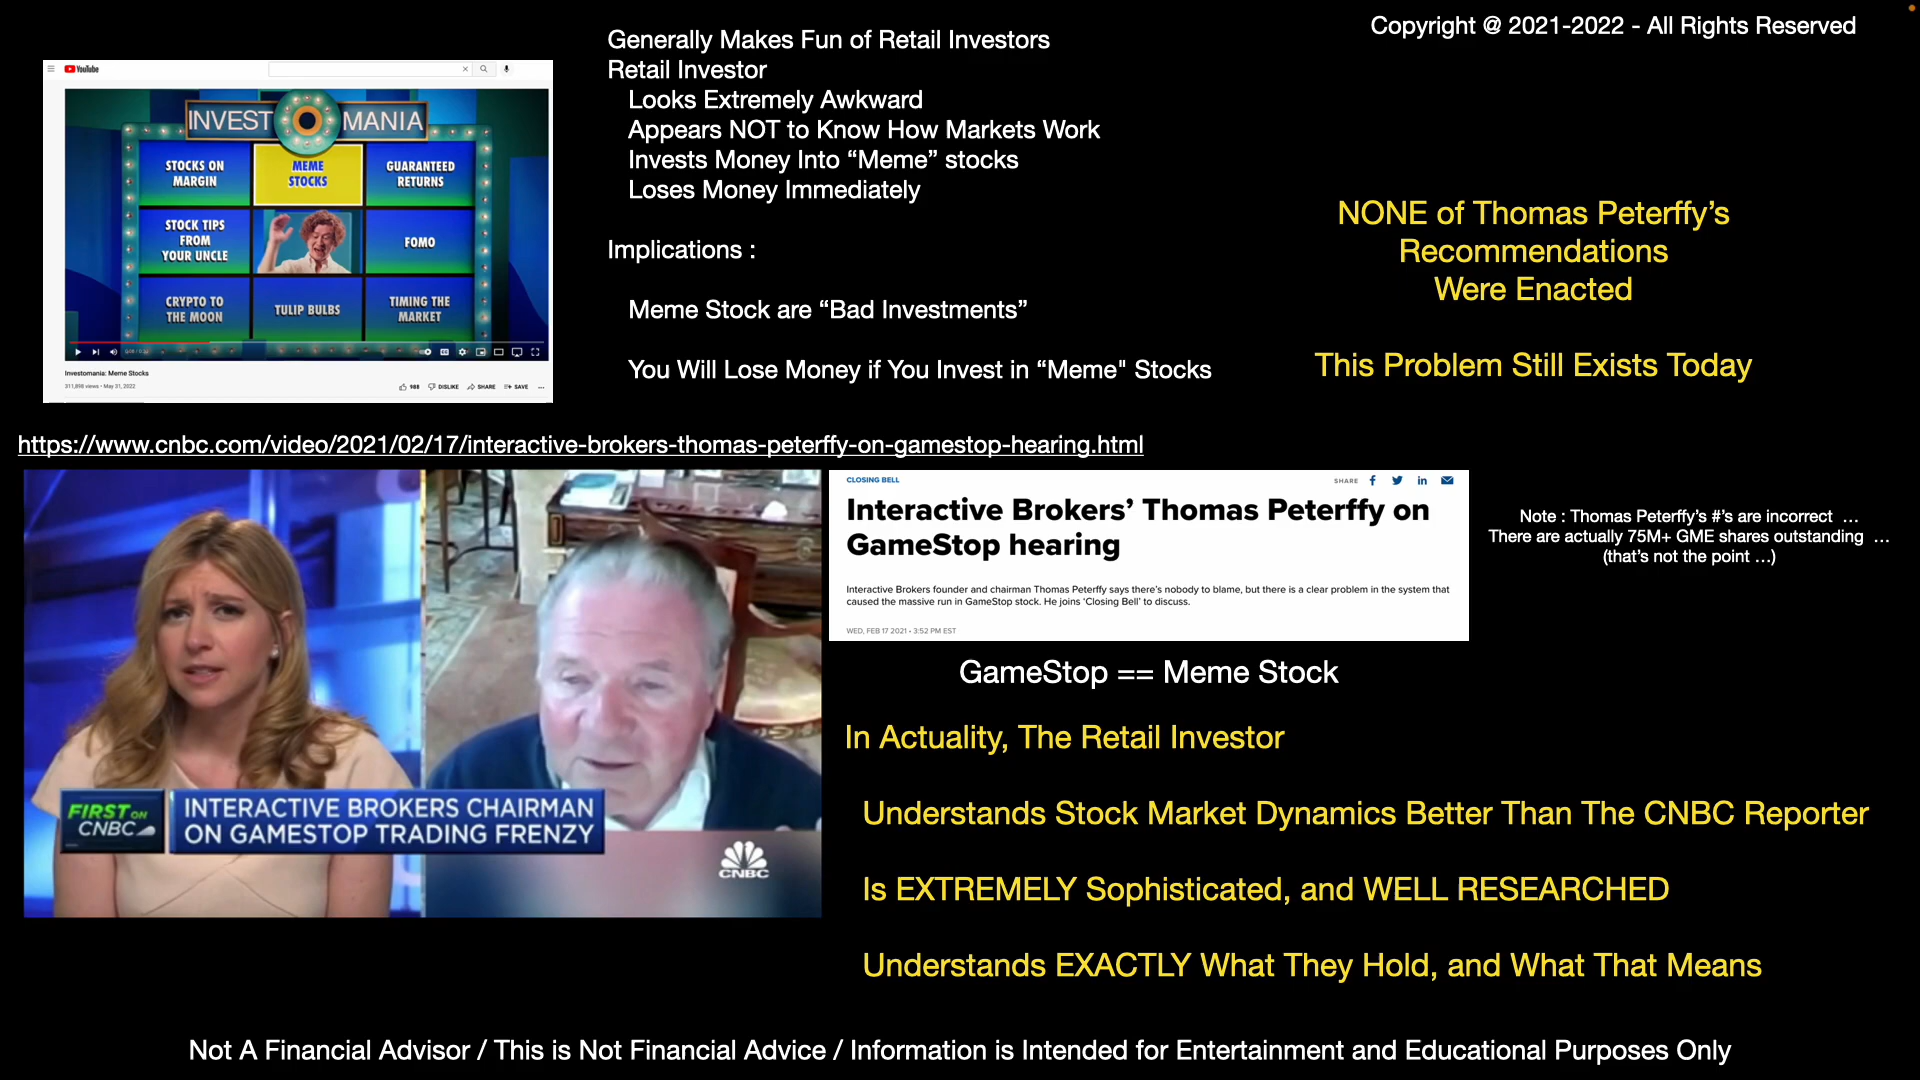 Copyright @ 2021-2022 - All Rights Reserved
YouTube
INVEST O MANIA
STOCKS ON MARGIN
MEME STOCKS
GUARANTEED RETURNS
STOCK TIPS FROM YOUR UNCLE
FOMO
CRYPTO TO THE MOON
TULIP BULBS
TIMING THE MARKET
Investomania: Meme Stocks
311,898 views • May 31, 2022
988 DISLIKE SHARE SAVE
Generally Makes Fun of Retail Investors
Retail Investor
Looks Extremely Awkward
Appears NOT to Know How Markets Work
Invests Money Into “Meme” stocks
Loses Money Immediately
Implications :
Meme Stock are “Bad Investments”
You Will Lose Money if You Invest in “Meme" Stocks
NONE of Thomas Peterffy’s
Recommendations
Were Enacted
This Problem Still Exists Today
https://www.cnbc.com/video/2021/02/17/interactive-brokers-thomas-peterffy-on-gamestop-hearing.html
FIRST ON CNBC
INTERACTIVE BROKERS CHAIRMAN
ON GAMESTOP TRADING FRENZY
CNBC
CLOSING BELL
SHARE
Interactive Brokers’ Thomas Peterffy on
GameStop hearing
Interactive Brokers founder and chairman Thomas Peterffy says there’s nobody to blame, but there is a clear problem in the system that
caused the massive run in GameStop stock. He joins ‘Closing Bell’ to discuss.
WED, FEB 17 2021 • 3:52 PM EST
Note : Thomas Peterffy’s #’s are incorrect ...
There are actually 75M+ GME shares outstanding ...
(that’s not the point ...)
GameStop == Meme Stock
In Actuality, The Retail Investor
Understands Stock Market Dynamics Better Than The CNBC Reporter
Is EXTREMELY Sophisticated, and WELL RESEARCHED
Understands EXACTLY What They Hold, and What That Means
Not A Financial Advisor / This is Not Financial Advice / Information is Intended for Entertainment and Educational Purposes Only